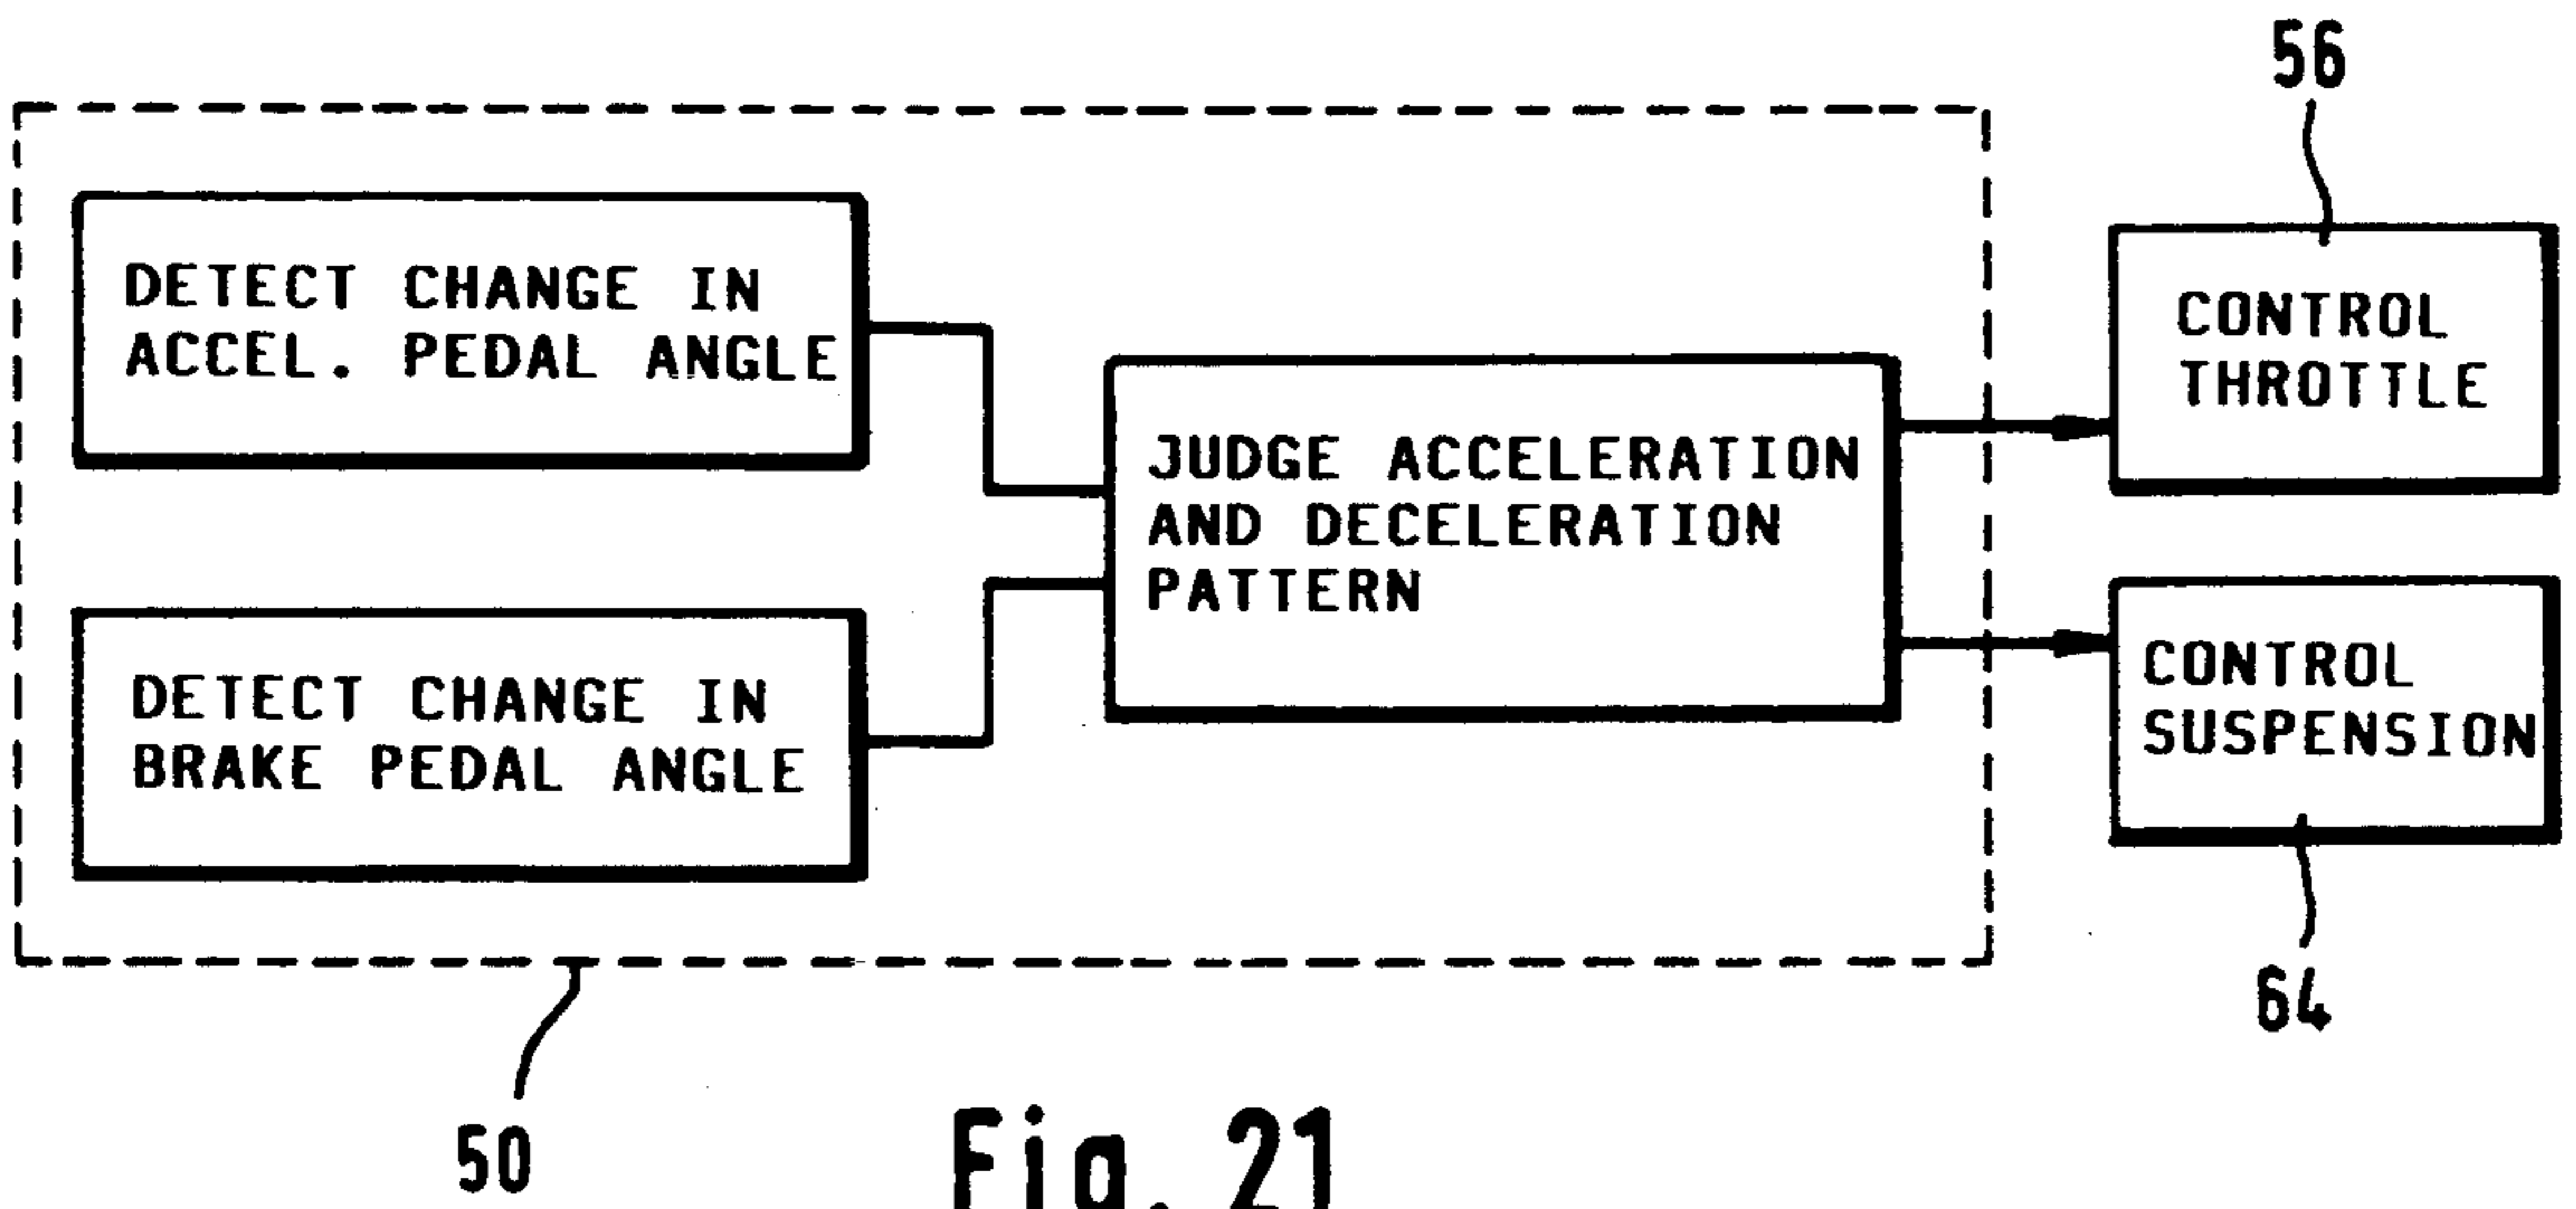 56
DETECT CHANGE IN
ACCEL. PEDAL ANGLE
CONTROL
THROTTLE
JUDGE ACCELERATION
AND DECELERATION
PATTERN
DETECT CHANGE IN
BRAKE PEDAL ANGLE
CONTROL
SUSPENSION
64
50
Fig. 21